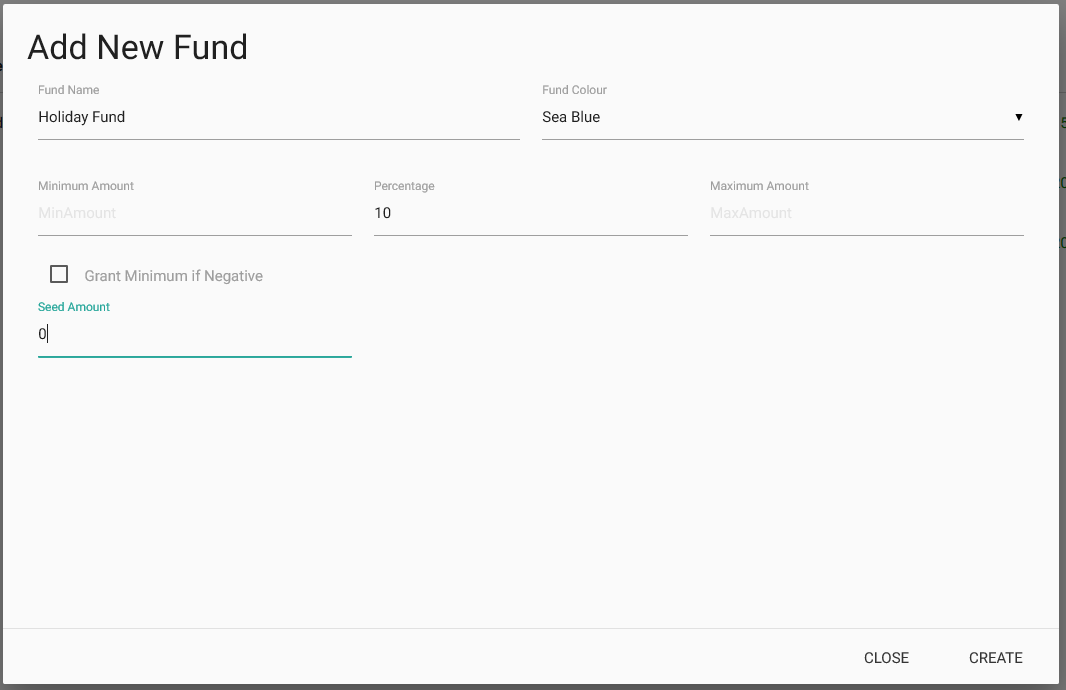 Add New Fund
Fund Name
Fund Colour
Holiday Fund
Sea Blue
Minimum Amount
Percentage
Maximum Amount
MinAmount
10
MaxAmount
Grant Minimum if Negative
Seed Amount
0
CLOSE
CREATE